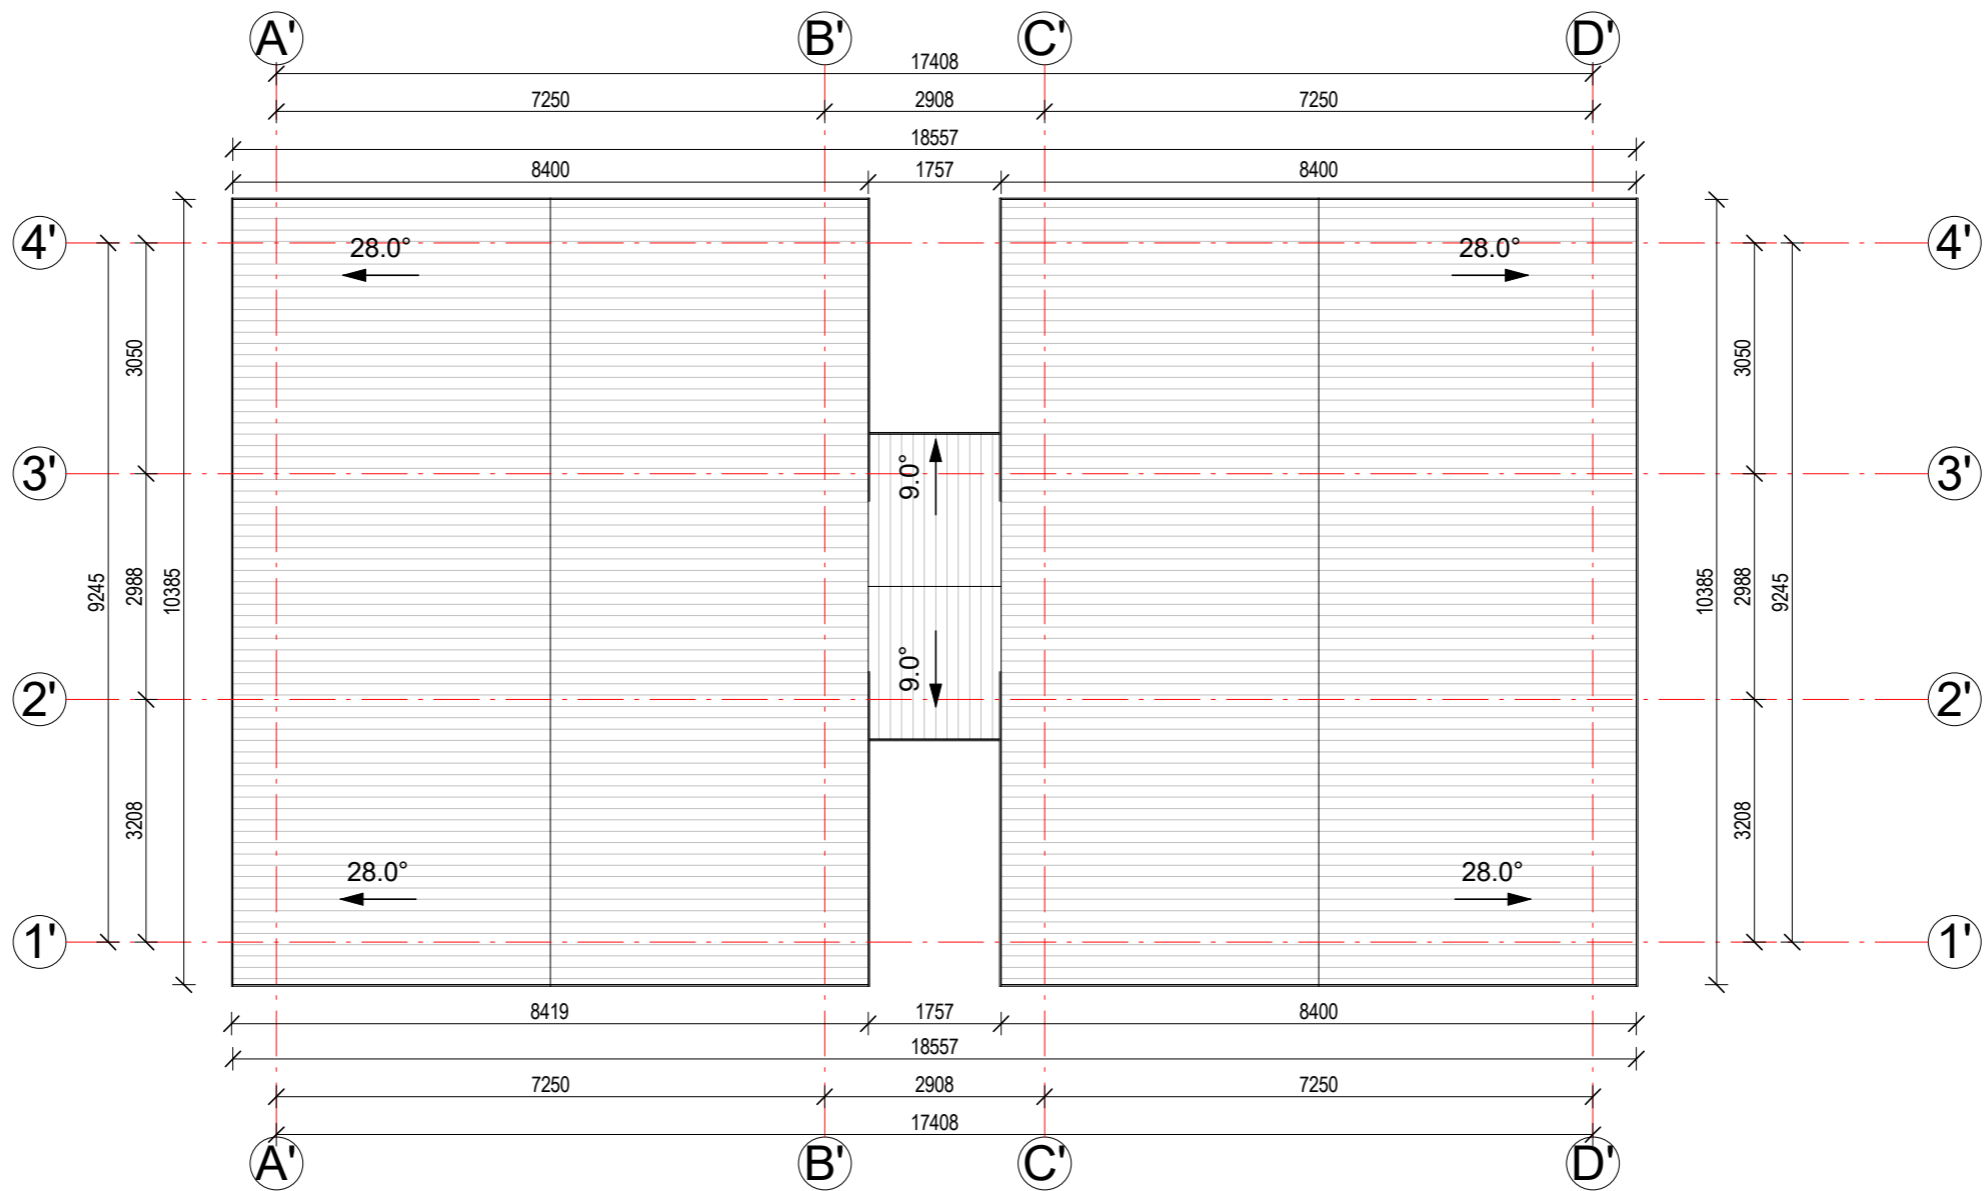 A' B' C' D'
17408
7250 2908 7250
18557
8400 1757 8400
4' 28.0° 28.0° 4'
3050 3050
3' 9.0° 3'
9245 2988 10385 10385 2988 9245
2' 9.0° 2'
3208 3208
28.0° 28.0°
1' 1'
8419 1757 8400
18557
7250 2908 7250
17408
A' B' C' D'